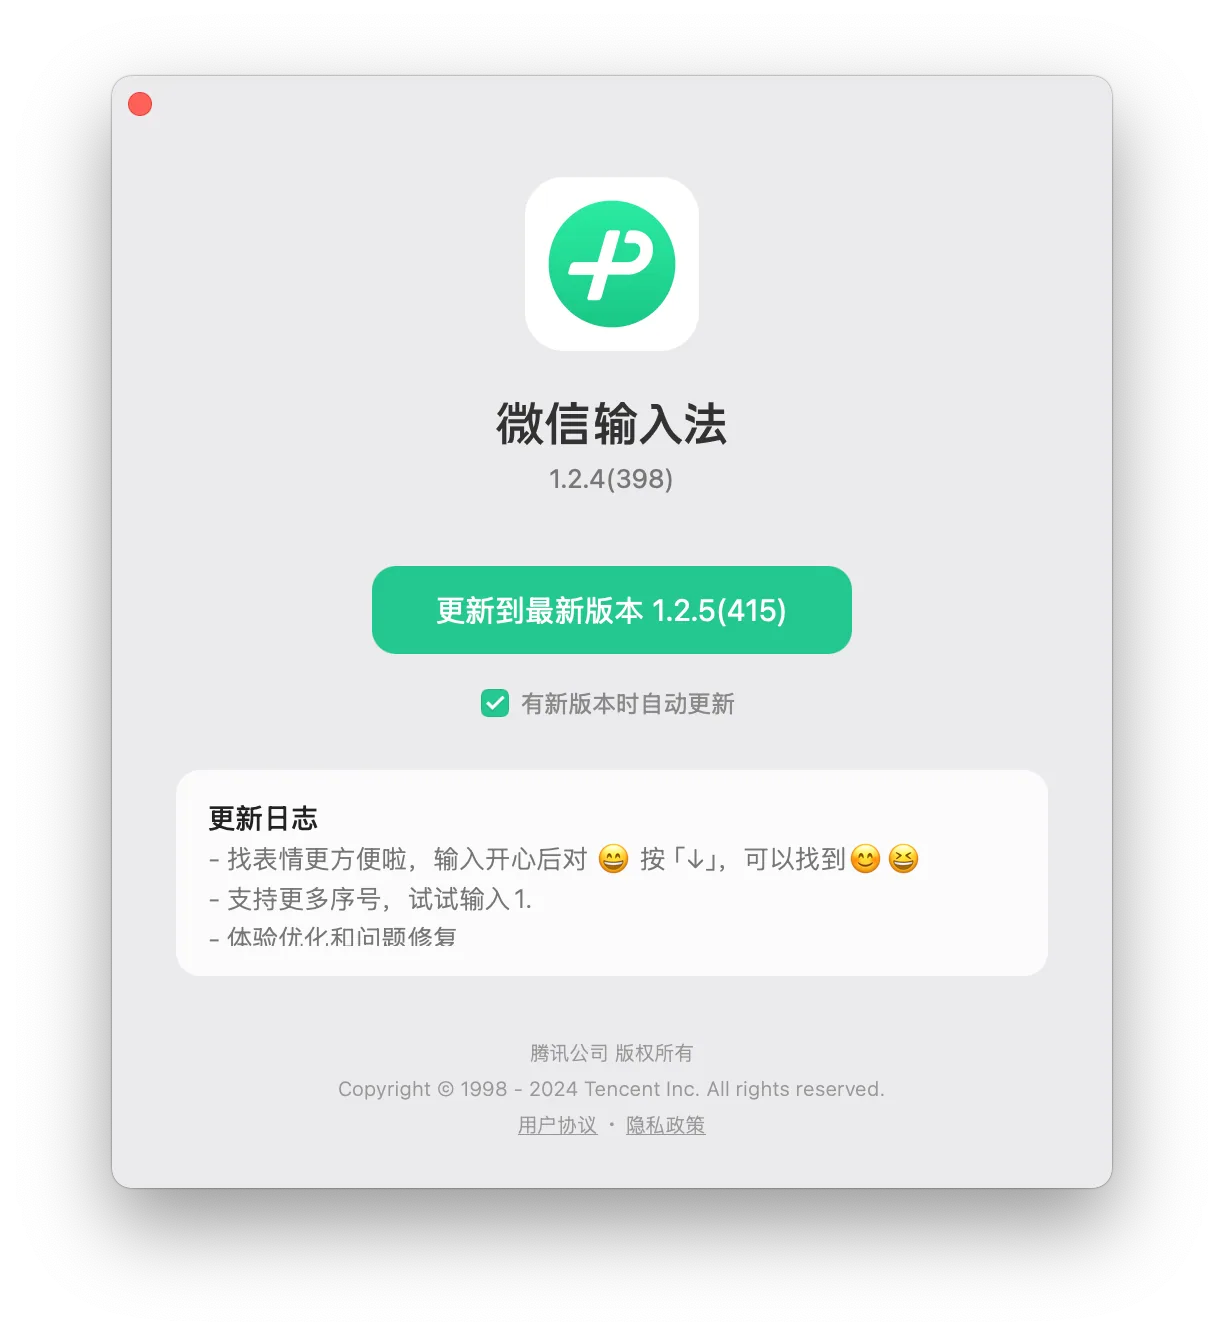 微信输入法
1.2.4(398)
更新到最新版本 1.2.5(415)
有新版本时自动更新
更新日志
- 找表情更方便啦，输入开心后对 😄 按「↓」，可以找到😊😆
- 支持更多序号，试试输入 1.
- 体验优化和问题修复
腾讯公司 版权所有
Copyright © 1998 - 2024 Tencent Inc. All rights reserved.
用户协议 · 隐私政策